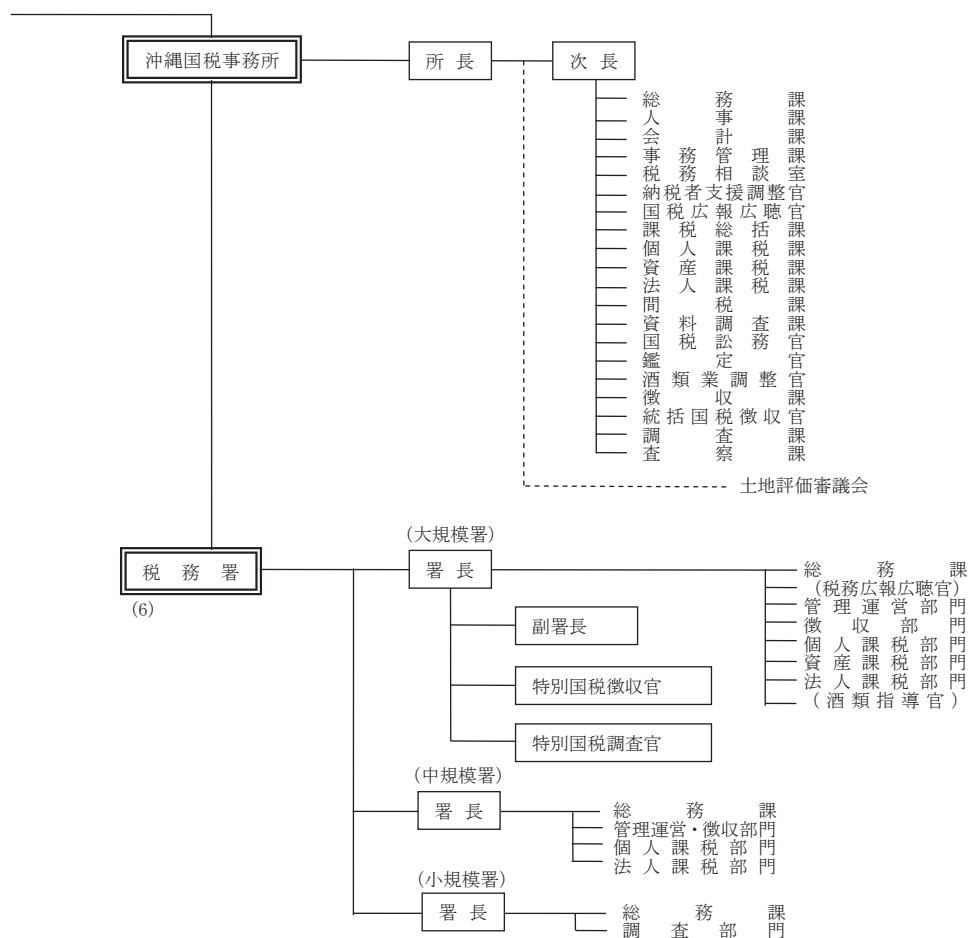 沖縄国税事務所
所長
次長
総務課
人事課
会計課
事務管理課
税務相談室
納税者支援調整官
国税広報広聴官
課税総括課
個人課税課
資産課税課
法人課税課
間税課
資料調査課
国税訟務官
鑑定官
酒類業調整官
徴収課
統括国税徴収官
調査課
査察課
土地評価審議会
税務署
(6)
(大規模署)
署長
副署長
特別国税徴収官
特別国税調査官
総務課
(税務広報広聴官)
管理運営部門
徴収部門
個人課税部門
資産課税部門
法人課税部門
(酒類指導官)
(中規模署)
署長
総務課
管理運営・徴収部門
個人課税部門
法人課税部門
(小規模署)
署長
総務課
調査部門